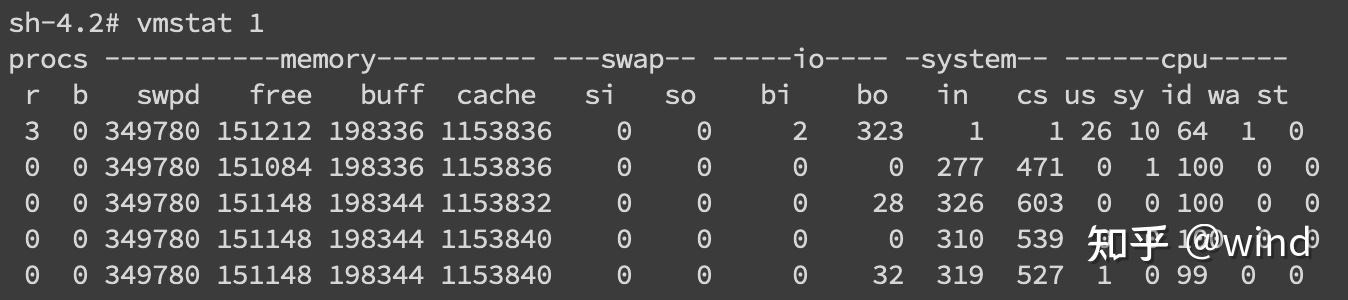 sh-4.2# vmstat 1
procs -----------memory---------- ---swap-- -----io---- -system-- ------cpu-----
 r  b   swpd   free   buff  cache   si   so    bi    bo   in   cs us sy id wa st
 3  0 349780 151212 198336 1153836    0    0     2   323    1    1 26 10 64  1  0
 0  0 349780 151084 198336 1153836    0    0     0     0  277  471  0  1 100  0  0
 0  0 349780 151148 198344 1153832    0    0     0    28  326  603  0  0 100  0  0
 0  0 349780 151148 198344 1153840    0    0     0     0  310  539 100 0
 0  0 349780 151148 198344 1153840    0    0     0    32  319  527  1  0 99  0  0
知乎 @wind